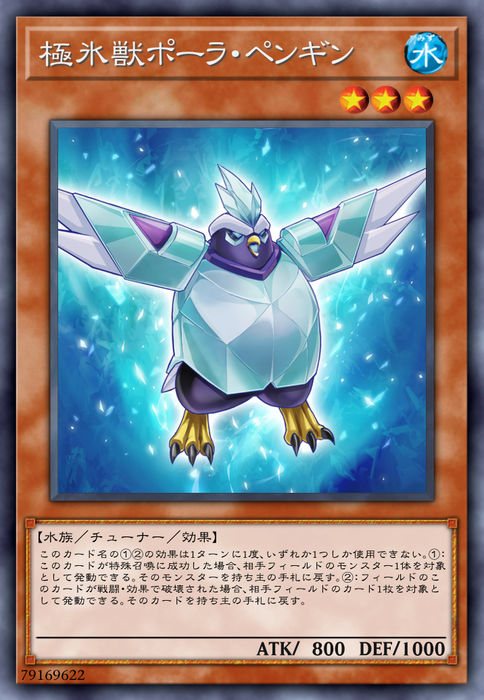 極氷獣ポーラ・ペンギン
みず
水
【水族／チューナー／効果】
このカード名の①②の効果は1ターンに1度、いずれか1つしか使用できない。①：
このカードが特殊召喚に成功した場合、相手フィールドのモンスター1体を対象
として発動できる。そのモンスターを持ち主の手札に戻す。②：フィールドのこ
のカードが戦闘・効果で破壊された場合、相手フィールドのカード1枚を対象と
して発動できる。そのカードを持ち主の手札に戻す。
ATK/ 800 DEF/1000
79169622